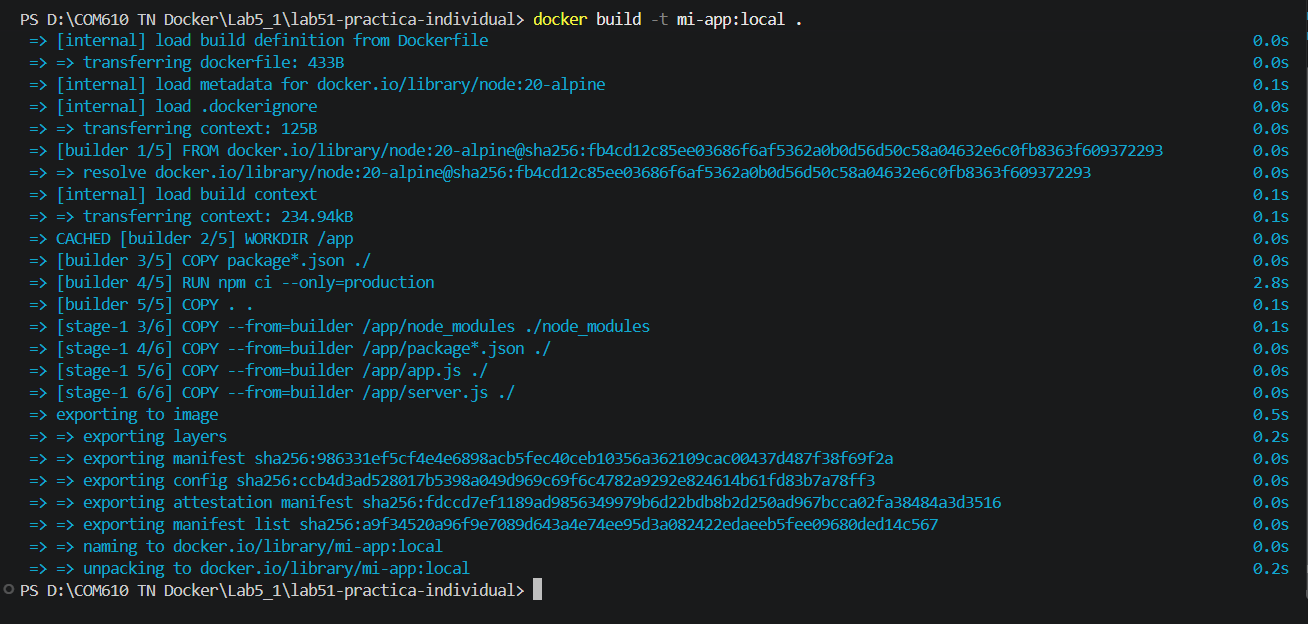 PS D:\COM610 TN Docker\Lab5_1\lab51-practica-individual> docker build -t mi-app:local .
=> [internal] load build definition from Dockerfile 0.0s
=> => transferring dockerfile: 433B 0.0s
=> [internal] load metadata for docker.io/library/node:20-alpine 0.1s
=> [internal] load .dockerignore 0.0s
=> => transferring context: 125B 0.0s
=> [builder 1/5] FROM docker.io/library/node:20-alpine@sha256:fb4cd12c85ee03686f6af5362a0b0d56d50c58a04632e6c0fb8363f609372293 0.0s
=> => resolve docker.io/library/node:20-alpine@sha256:fb4cd12c85ee03686f6af5362a0b0d56d50c58a04632e6c0fb8363f609372293 0.0s
=> [internal] load build context 0.1s
=> => transferring context: 234.94kB 0.1s
=> CACHED [builder 2/5] WORKDIR /app 0.0s
=> [builder 3/5] COPY package*.json ./ 0.0s
=> [builder 4/5] RUN npm ci --only=production 2.8s
=> [builder 5/5] COPY . . 0.1s
=> [stage-1 3/6] COPY --from=builder /app/node_modules ./node_modules 0.1s
=> [stage-1 4/6] COPY --from=builder /app/package*.json ./ 0.0s
=> [stage-1 5/6] COPY --from=builder /app/app.js ./ 0.0s
=> [stage-1 6/6] COPY --from=builder /app/server.js ./ 0.0s
=> exporting to image 0.5s
=> => exporting layers 0.2s
=> => exporting manifest sha256:986331ef5cf4e4e6898acb5fec40ceb10356a362109cac00437d487f38f69f2a 0.0s
=> => exporting config sha256:ccb4d3ad528017b5398a049d969c69f6c4782a9292e824614b61fd83b7a78ff3 0.0s
=> => exporting attestation manifest sha256:fdccd7ef1189ad9856349979b6d22bdb8b2d250ad967bcca02fa38484a3d3516 0.0s
=> => exporting manifest list sha256:a9f34520a96f9e7089d643a4e74ee95d3a082422edaeeb5fee09680ded14c567 0.0s
=> => naming to docker.io/library/mi-app:local 0.0s
=> => unpacking to docker.io/library/mi-app:local 0.2s
PS D:\COM610 TN Docker\Lab5_1\lab51-practica-individual>